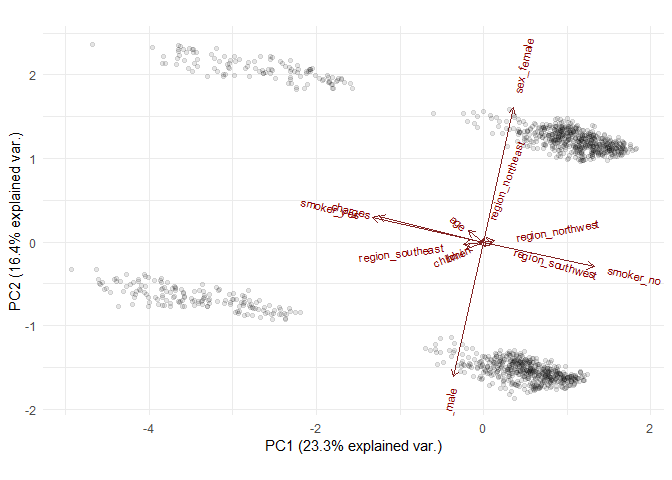 sex_female
2
1
region_northeast
smoker_yes
charges
age
region_northwest
0
region_southeast
children
bmi
region_southwest
smoker_no
-1
_male
-2
-4
-2
0
2
PC1 (23.3% explained var.)
PC2 (16.4% explained var.)